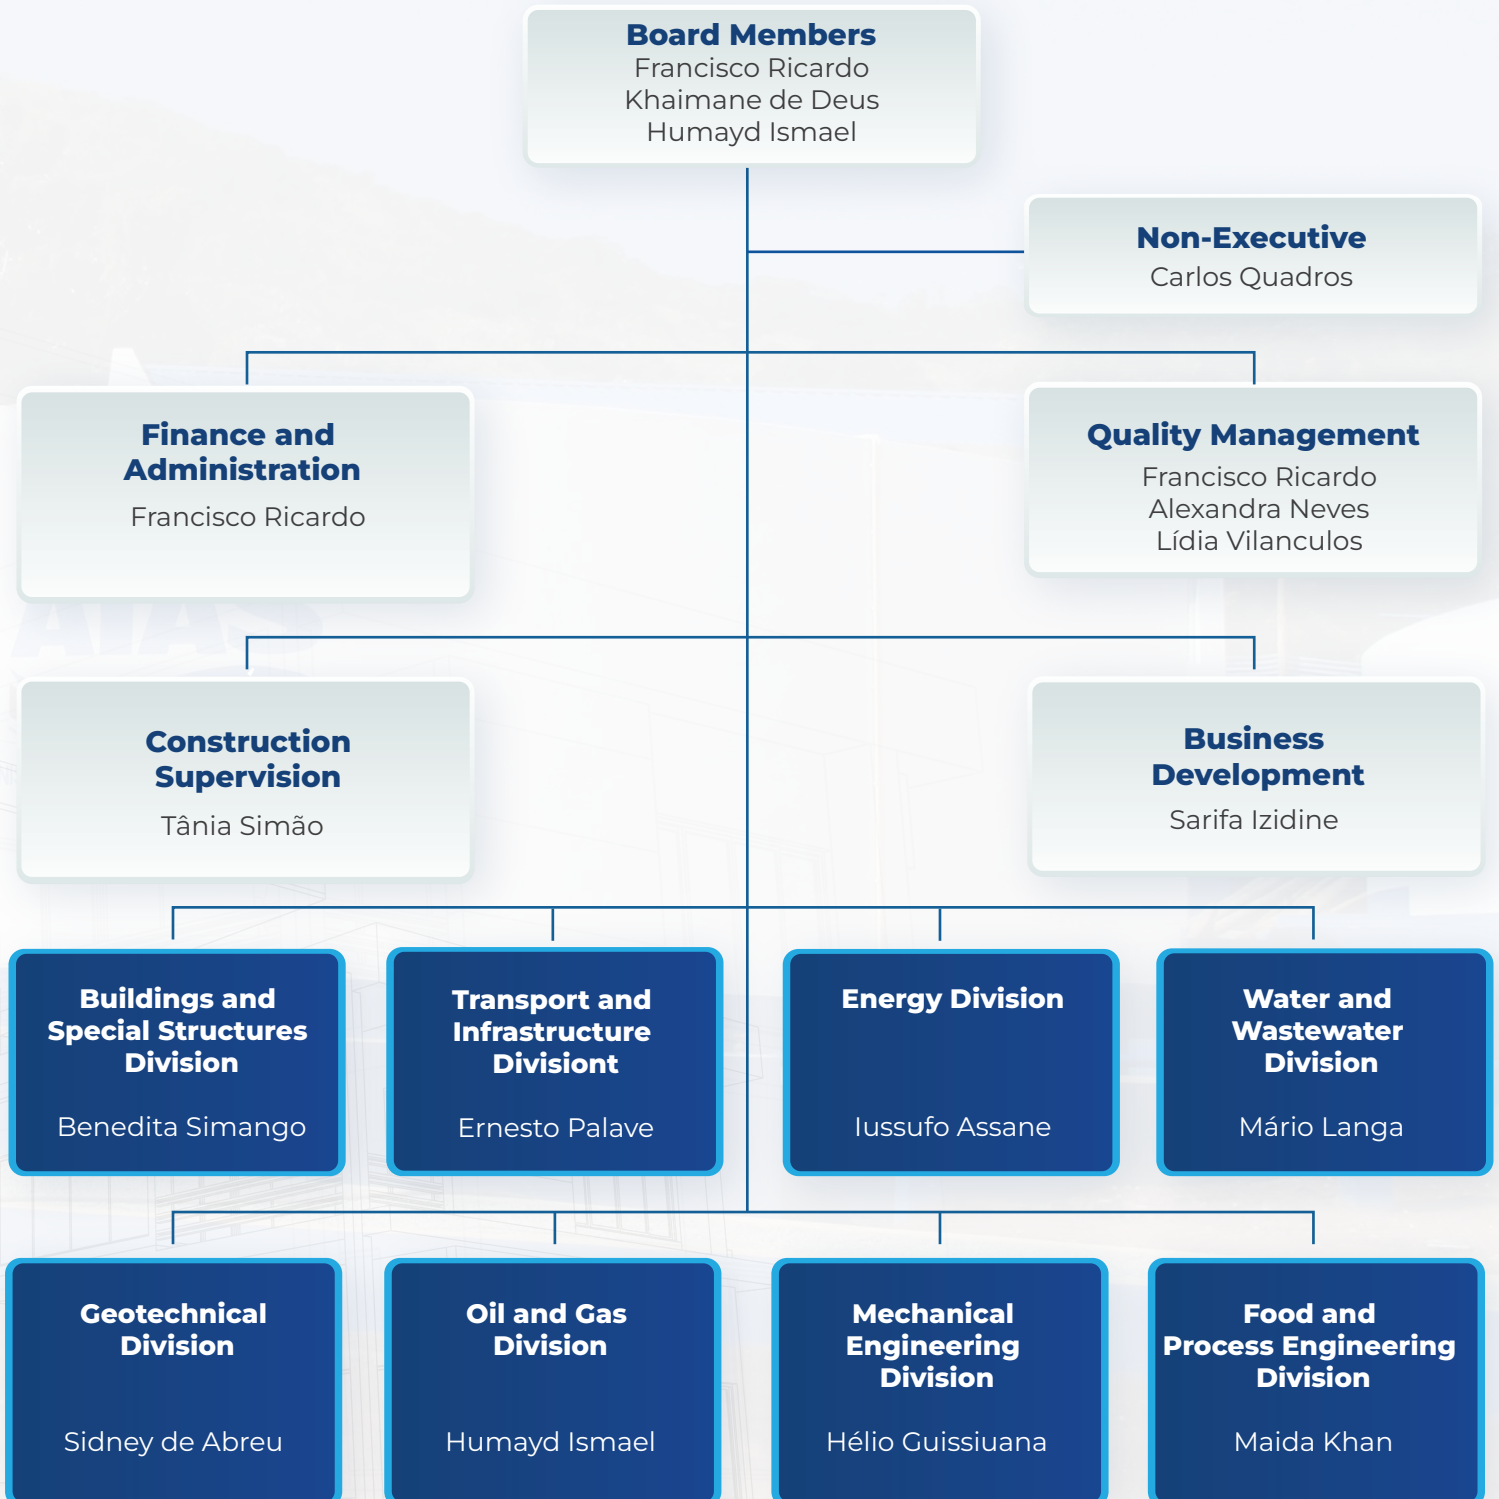 Board Members
Francisco Ricardo
Khaimane de Deus
Humayd Ismael
Non-Executive
Carlos Quadros
Finance and
Administration
Francisco Ricardo
Quality Management
Francisco Ricardo
Alexandra Neves
Lídia Vilanculos
AIAS
Construction
Supervision
Tânia Simão
Business
Development
Sarifa Izidine
Buildings and
Special Structures
Division
Benedita Simango
Transport and
Infrastructure
Divisiont
Ernesto Palave
Energy Division
Iussufo Assane
Water and
Wastewater
Division
Mário Langa
Geotechnical
Division
Sidney de Abreu
Oil and Gas
Division
Humayd Ismael
Mechanical
Engineering
Division
Hélio Guissiuana
Food and
Process Engineering
Division
Maida Khan